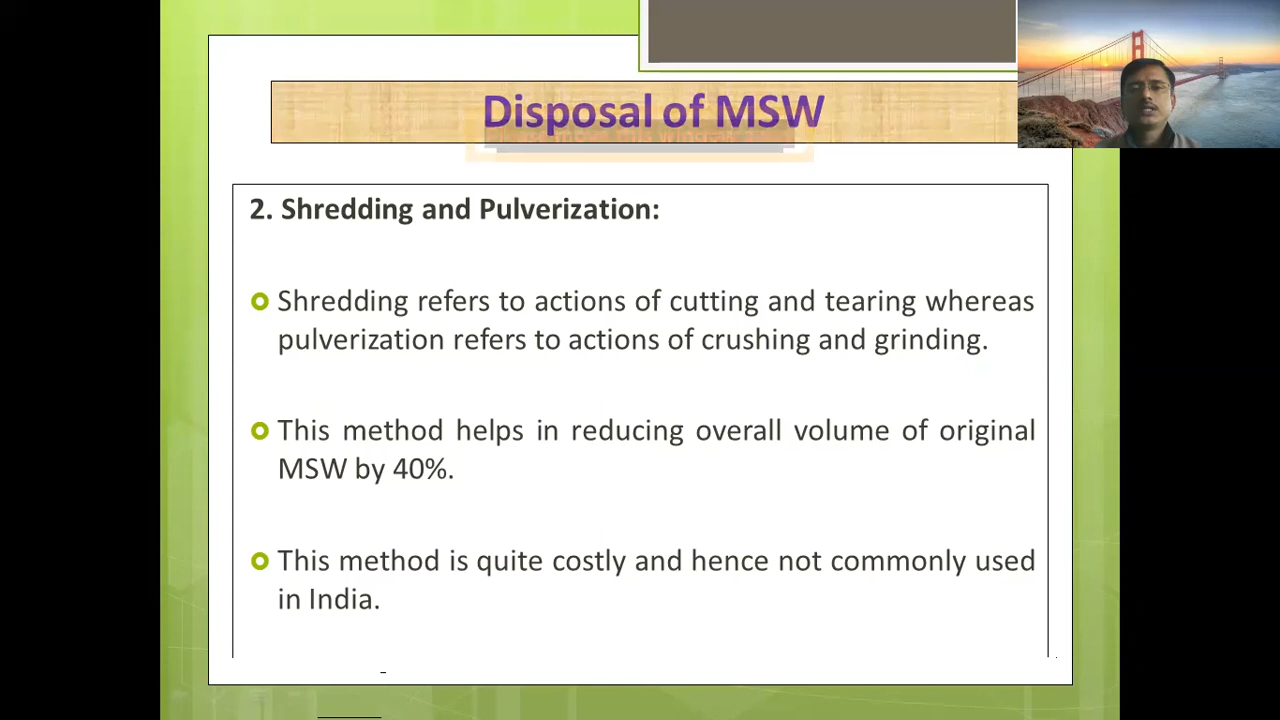 Disposal of MSW
2. Shredding and Pulverization:
Shredding refers to actions of cutting and tearing whereas
pulverization refers to actions of crushing and grinding.
This method helps in reducing overall volume of original
MSW by 40%.
This method is quite costly and hence not commonly used
in India.